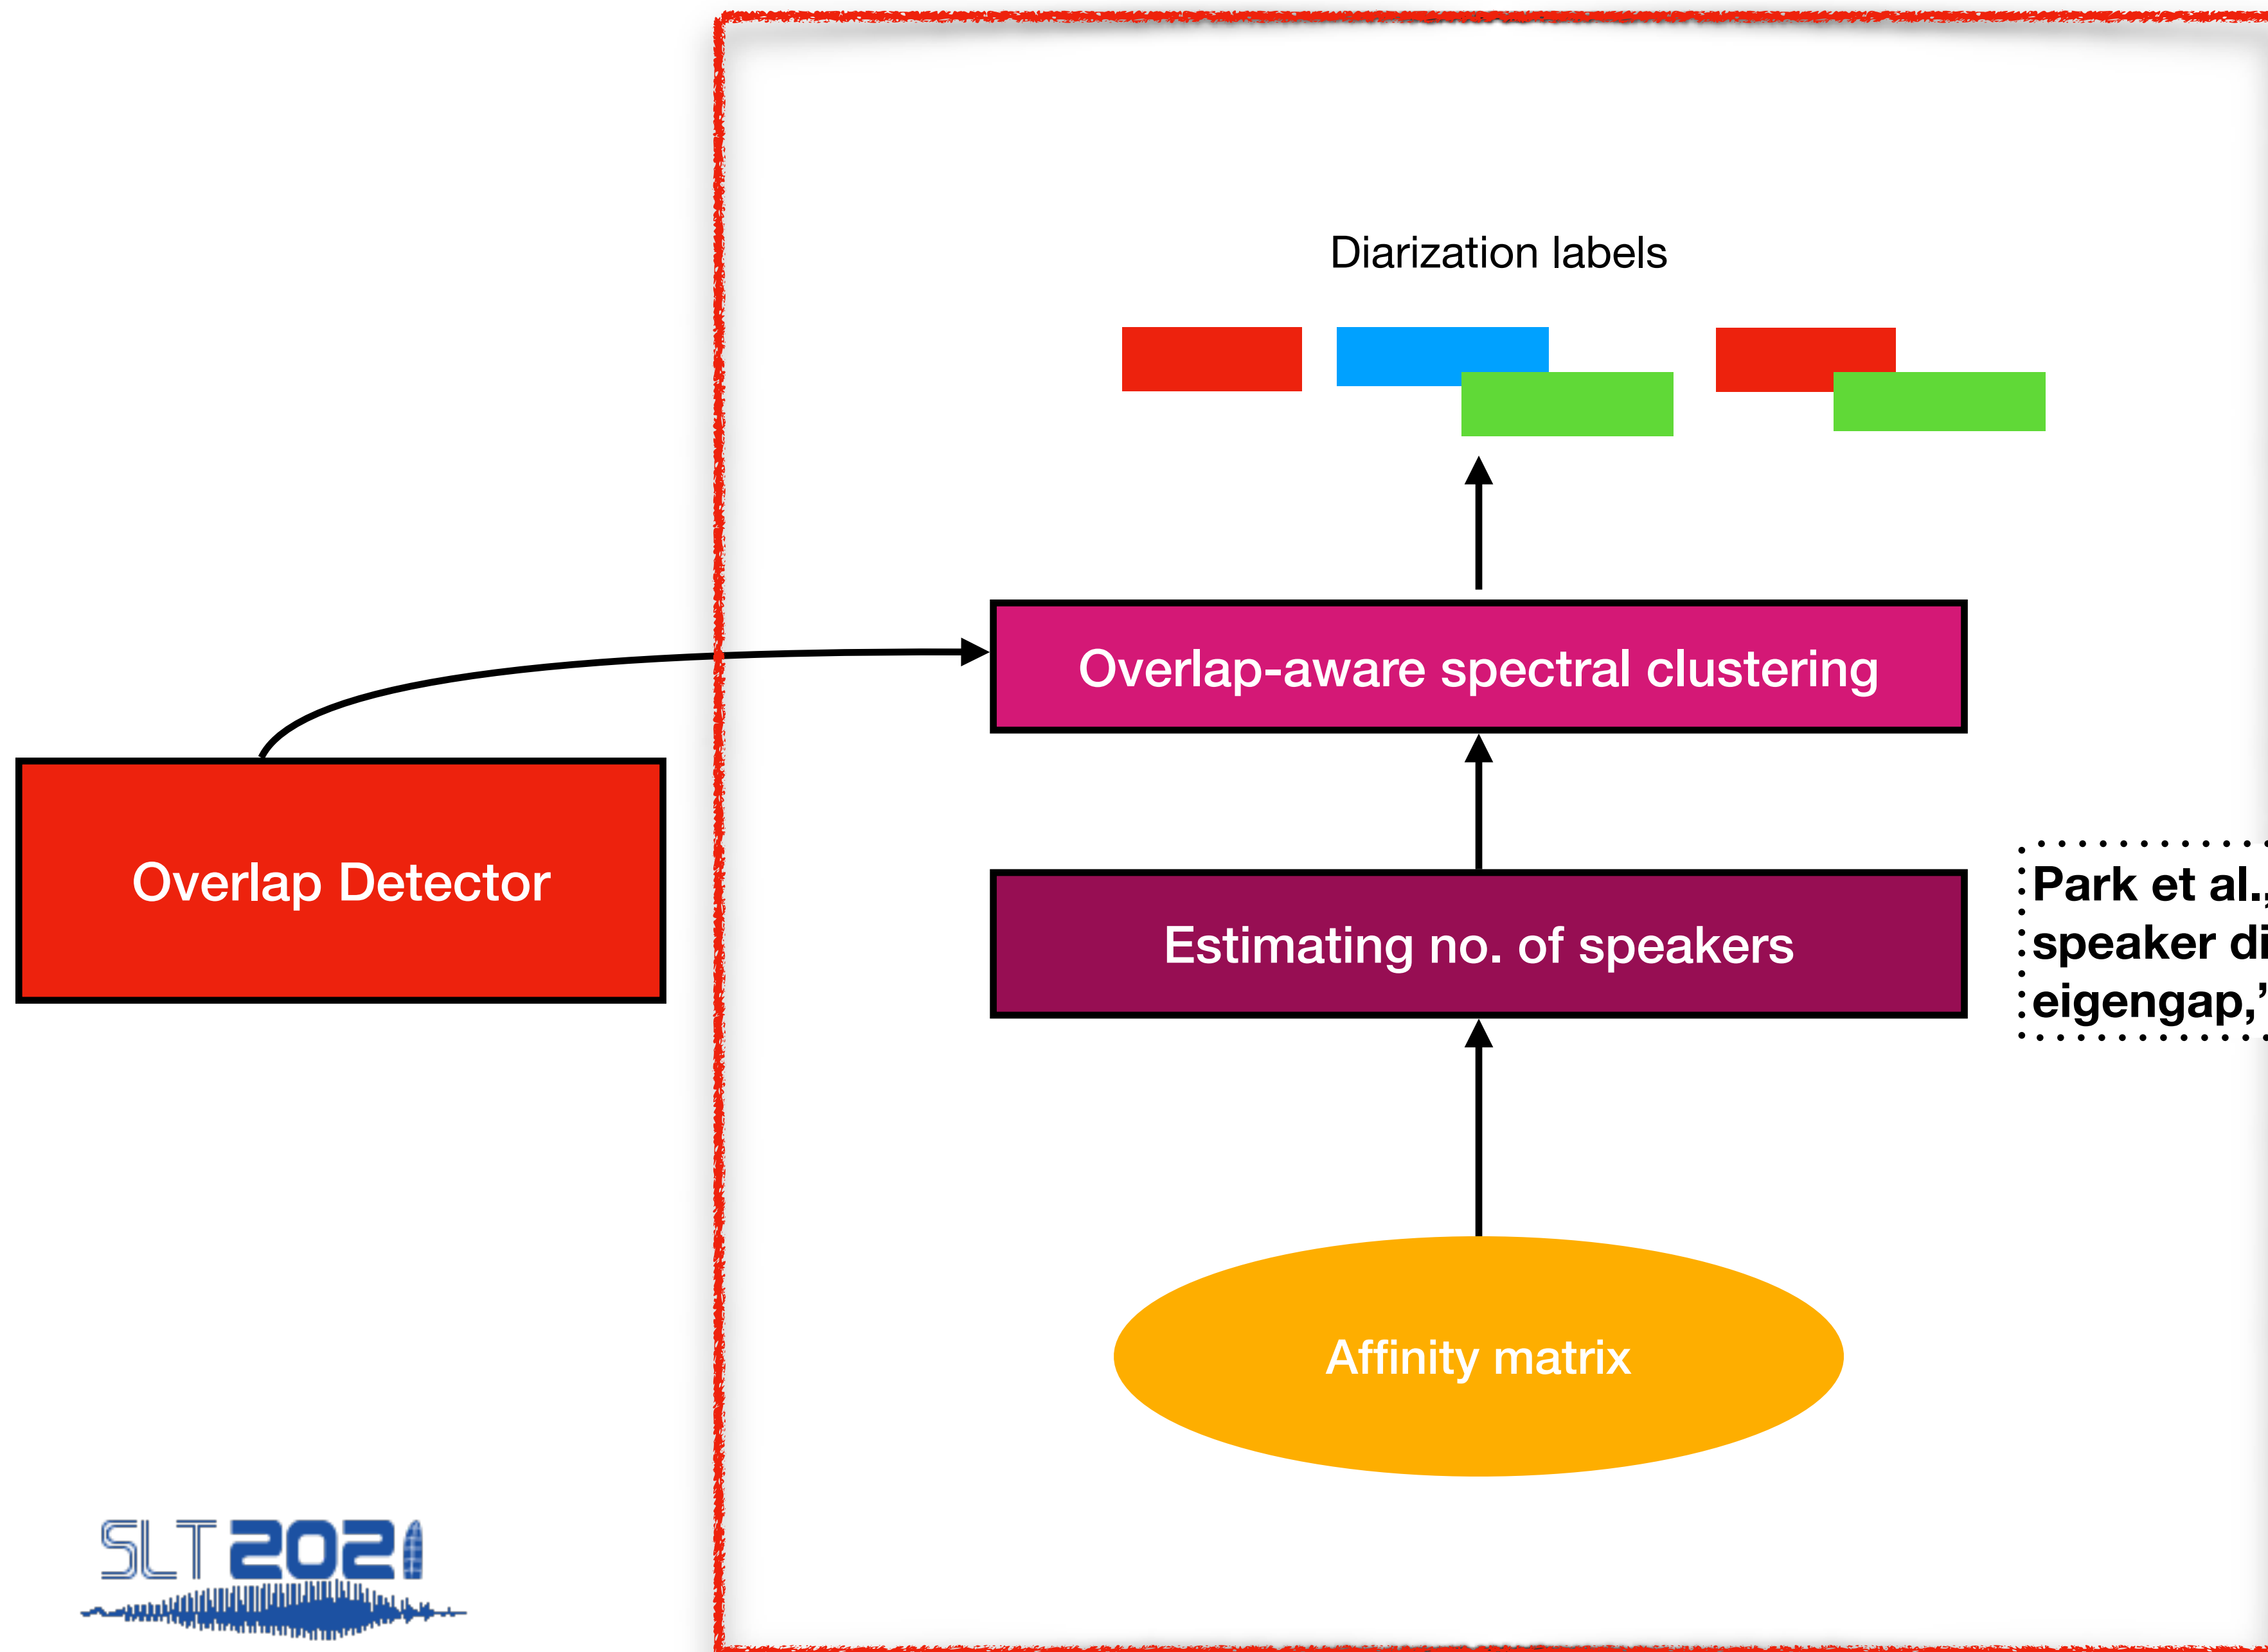 Diarization labels
Overlap-aware spectral clustering
Overlap Detector
Estimating no. of speakers
Park et al.,
speaker di
eigengap,”
Affinity matrix
SLT 2021